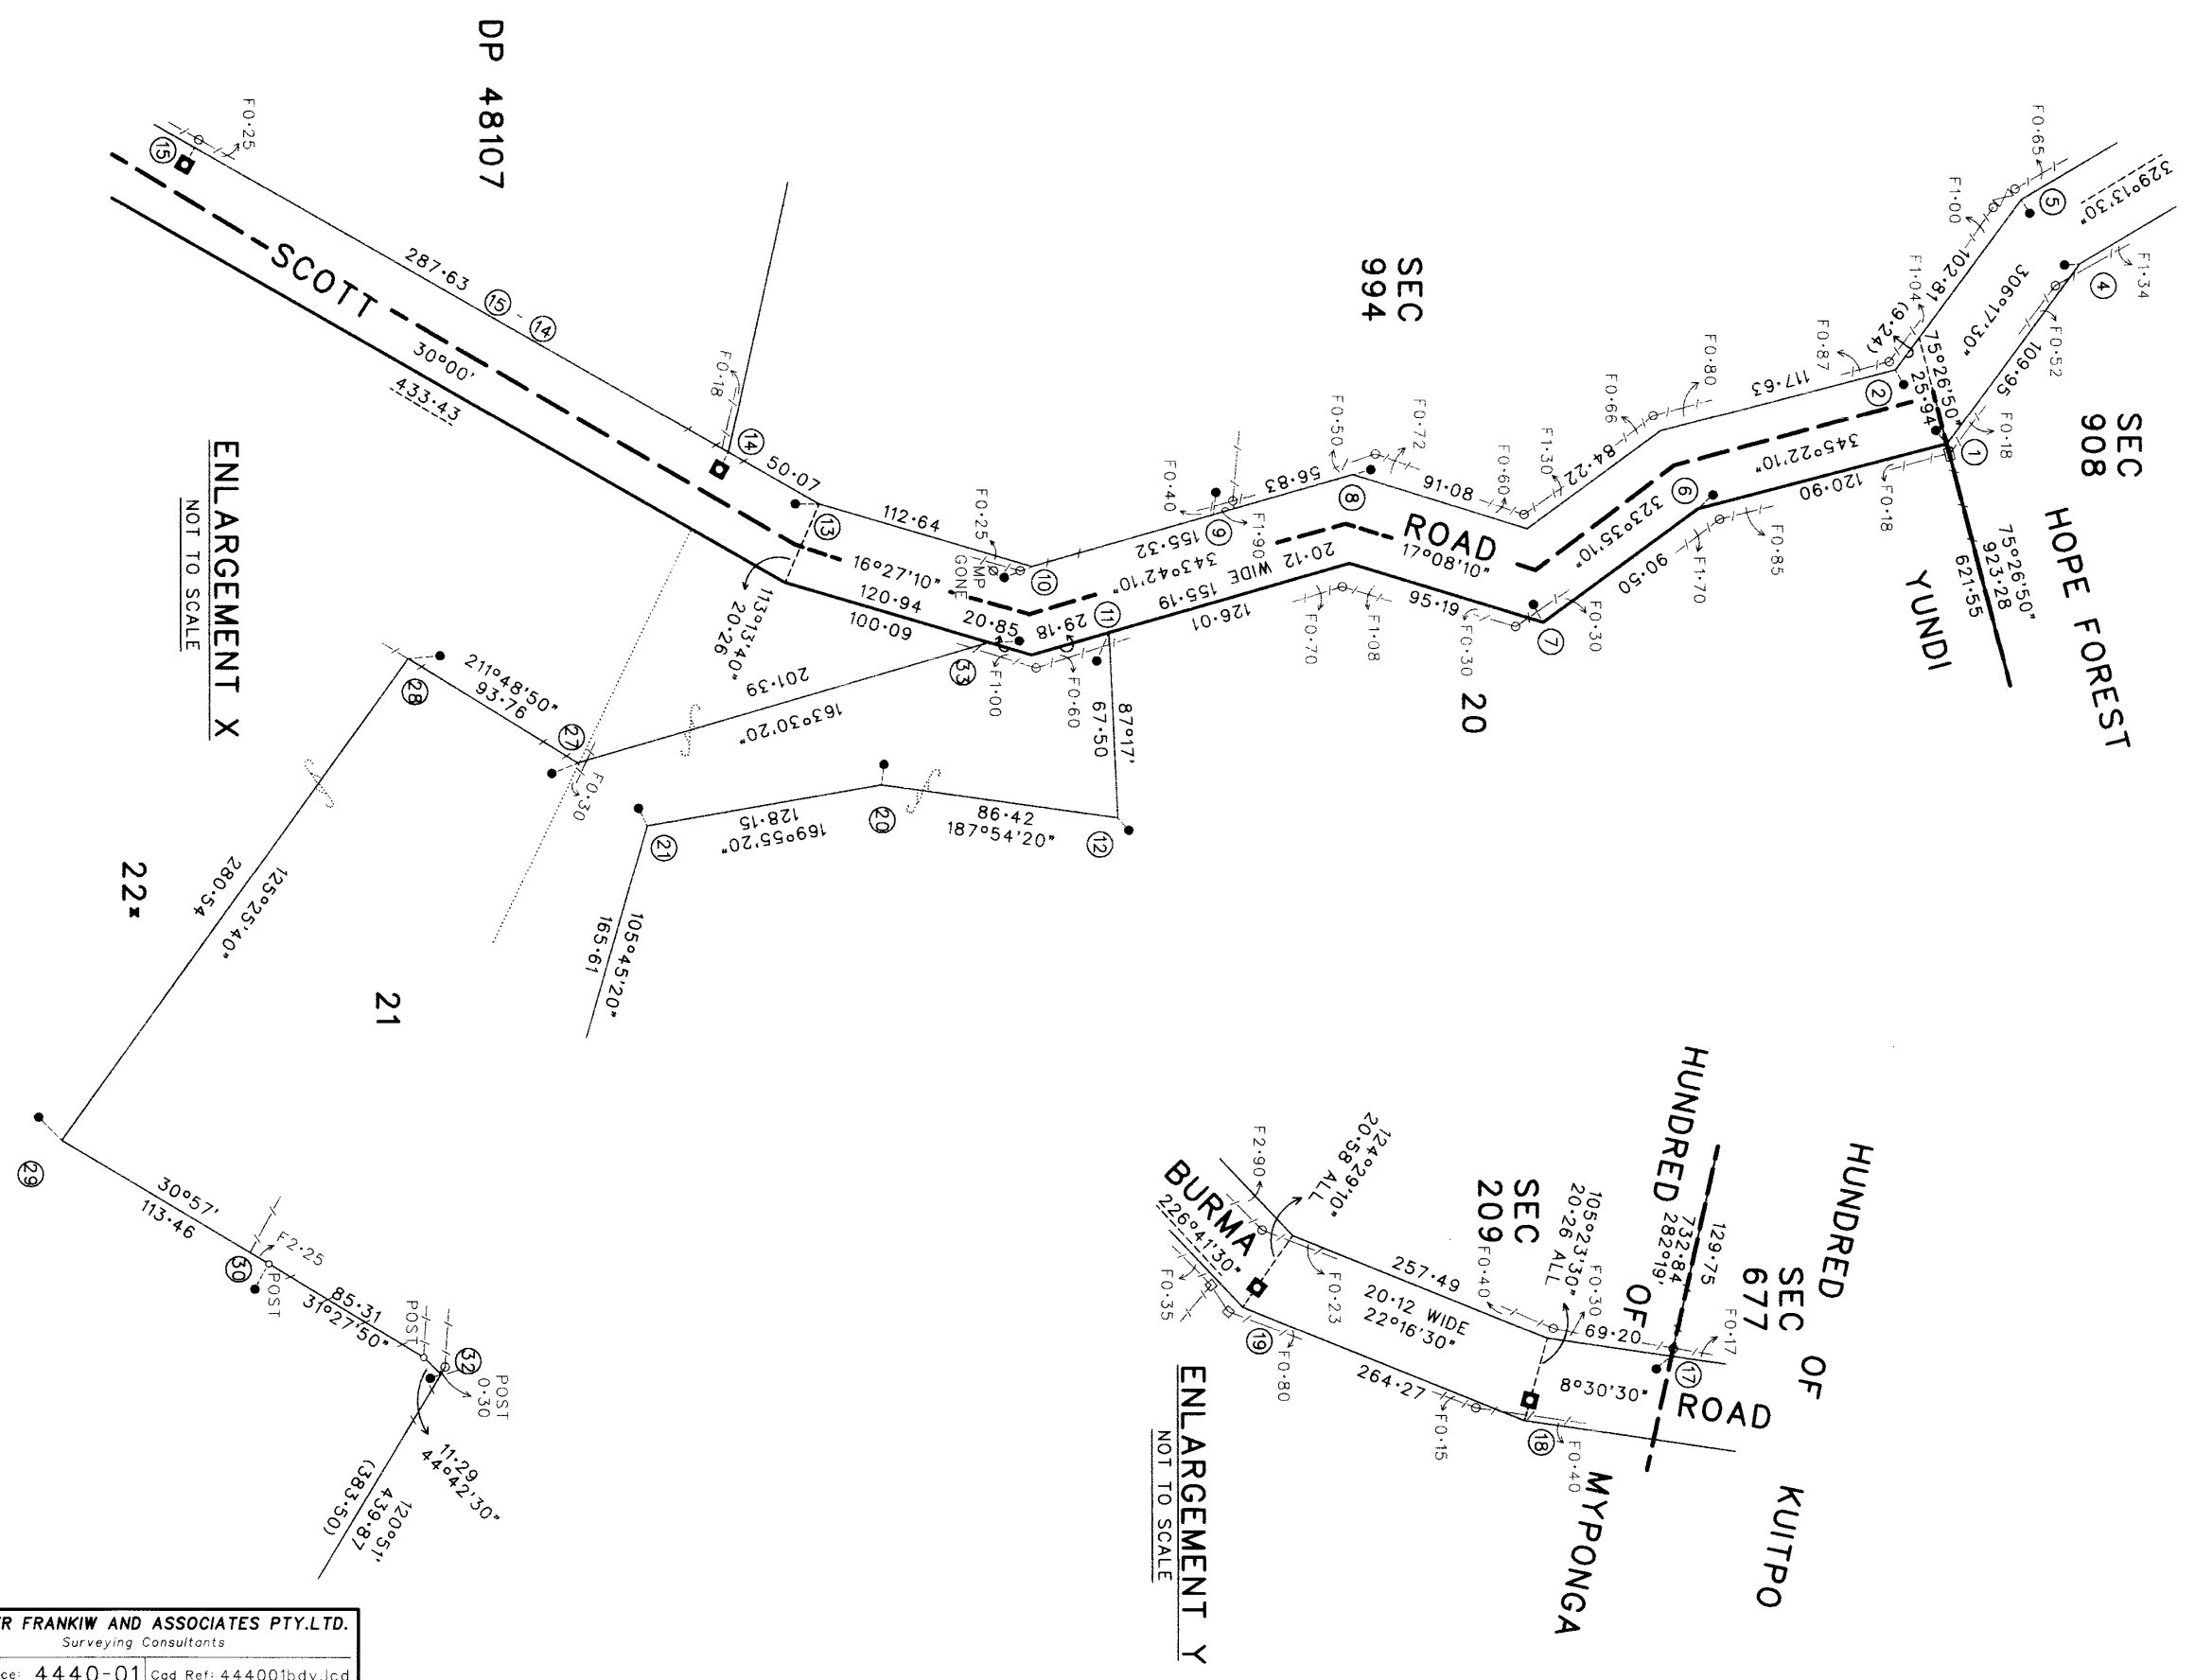 DP 48107
F0·25
15
SCOTT
287·63
15 - 14
30°00'
433·43
F0·18
14
50·07
13
112·64
F0·25
MP
GONE
10
16°27'10"
120·94
100·09
20·85
113°13'40"
20·26
ENLARGEMENT X
NOT TO SCALE
SEC
994
F0·40
F1·90
9
56·83
155·32
343°42'10"
20·12 WIDE
155·19
126·01
29·18
11
F0·50
F0·72
8
91·08
ROAD
17°08'10"
F0·60
F1·30
84·22
F0·66
F0·80
323°35'10"
6
117·63
F0·87
2
345°22'10"
120·90
F0·18
F1·04
(9·24)
75°26'50"
25·94
1
F0·18
102·81
F1·00
F0·65
5
306°17'30"
109·95
F0·52
329°13'30"
4
F1·34
SEC
908
HOPE FOREST
75°26'50"
923·28
621·55
YUNDI
F0·85
F1·70
90·50
F0·30
7
95·19
F0·30
F1·08
F0·70
20
F0·60
F1·00
33
201·39
163°30'20"
87°17'
67·50
12
86·42
187°54'20"
20
128·15
169°55'20"
21
105°45'20"
165·61
28
211°48'50"
93·76
27
F0·30
125°25'40"
280·54
22*
21
29
30°57'
113·46
30
F2·25
POST
85·31
31°27'50"
POST
32
POST
0·30
11·29
44°42'30"
120°51'
439·87
(383·50)
HUNDRED OF KUITPO
SEC
677
HUNDRED OF MYPONGA
129·75
732·84
282°19'
F0·17
17
ROAD
8°30'30"
69·20
F0·30
105°23'30"
20·26 ALL
SEC
209
F0·40
18
F0·40
F0·15
257·49
20·12 WIDE
22°16'30"
264·27
124°29'10"
20·58 ALL
F2·90
F0·23
BURMA
226°41'30"
F0·35
19
F0·80
ENLARGEMENT Y
NOT TO SCALE
ER FRANKIW AND ASSOCIATES PTY.LTD.
Surveying Consultants
ce: 4440-01 Cad Ref: 444001bdy.lcd